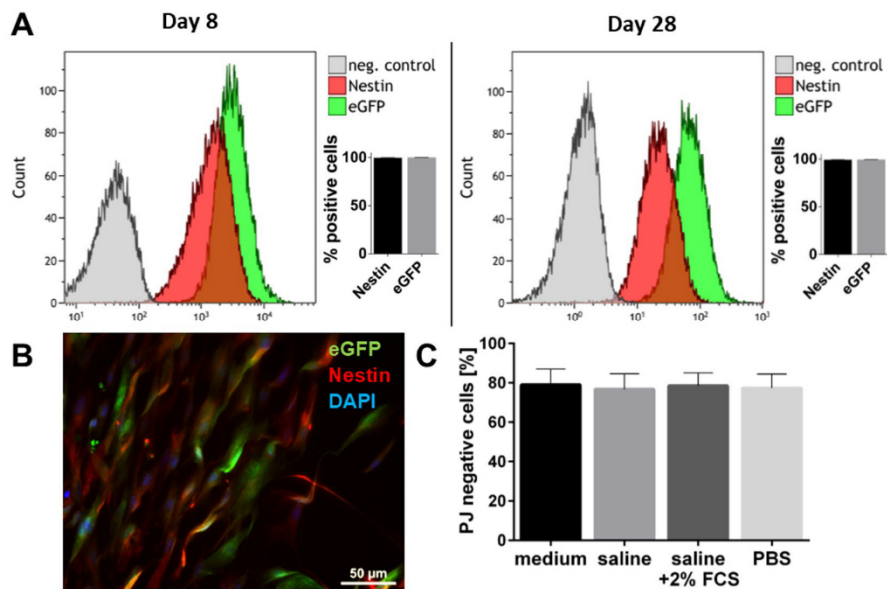 A
Day 8
Day 28
neg. control
Nestin
eGFP
Count
100
80
60
40
20
0
10¹
10²
10³
10⁴
% positive cells
100
50
0
Nestin
eGFP
neg. control
Nestin
eGFP
Count
100
80
60
40
20
0
10⁰
10¹
10²
10³
% positive cells
100
50
0
Nestin
eGFP
B
eGFP
Nestin
DAPI
50 µm
C
PJ negative cells [%]
100
80
60
40
20
0
medium
saline
saline
+2% FCS
PBS